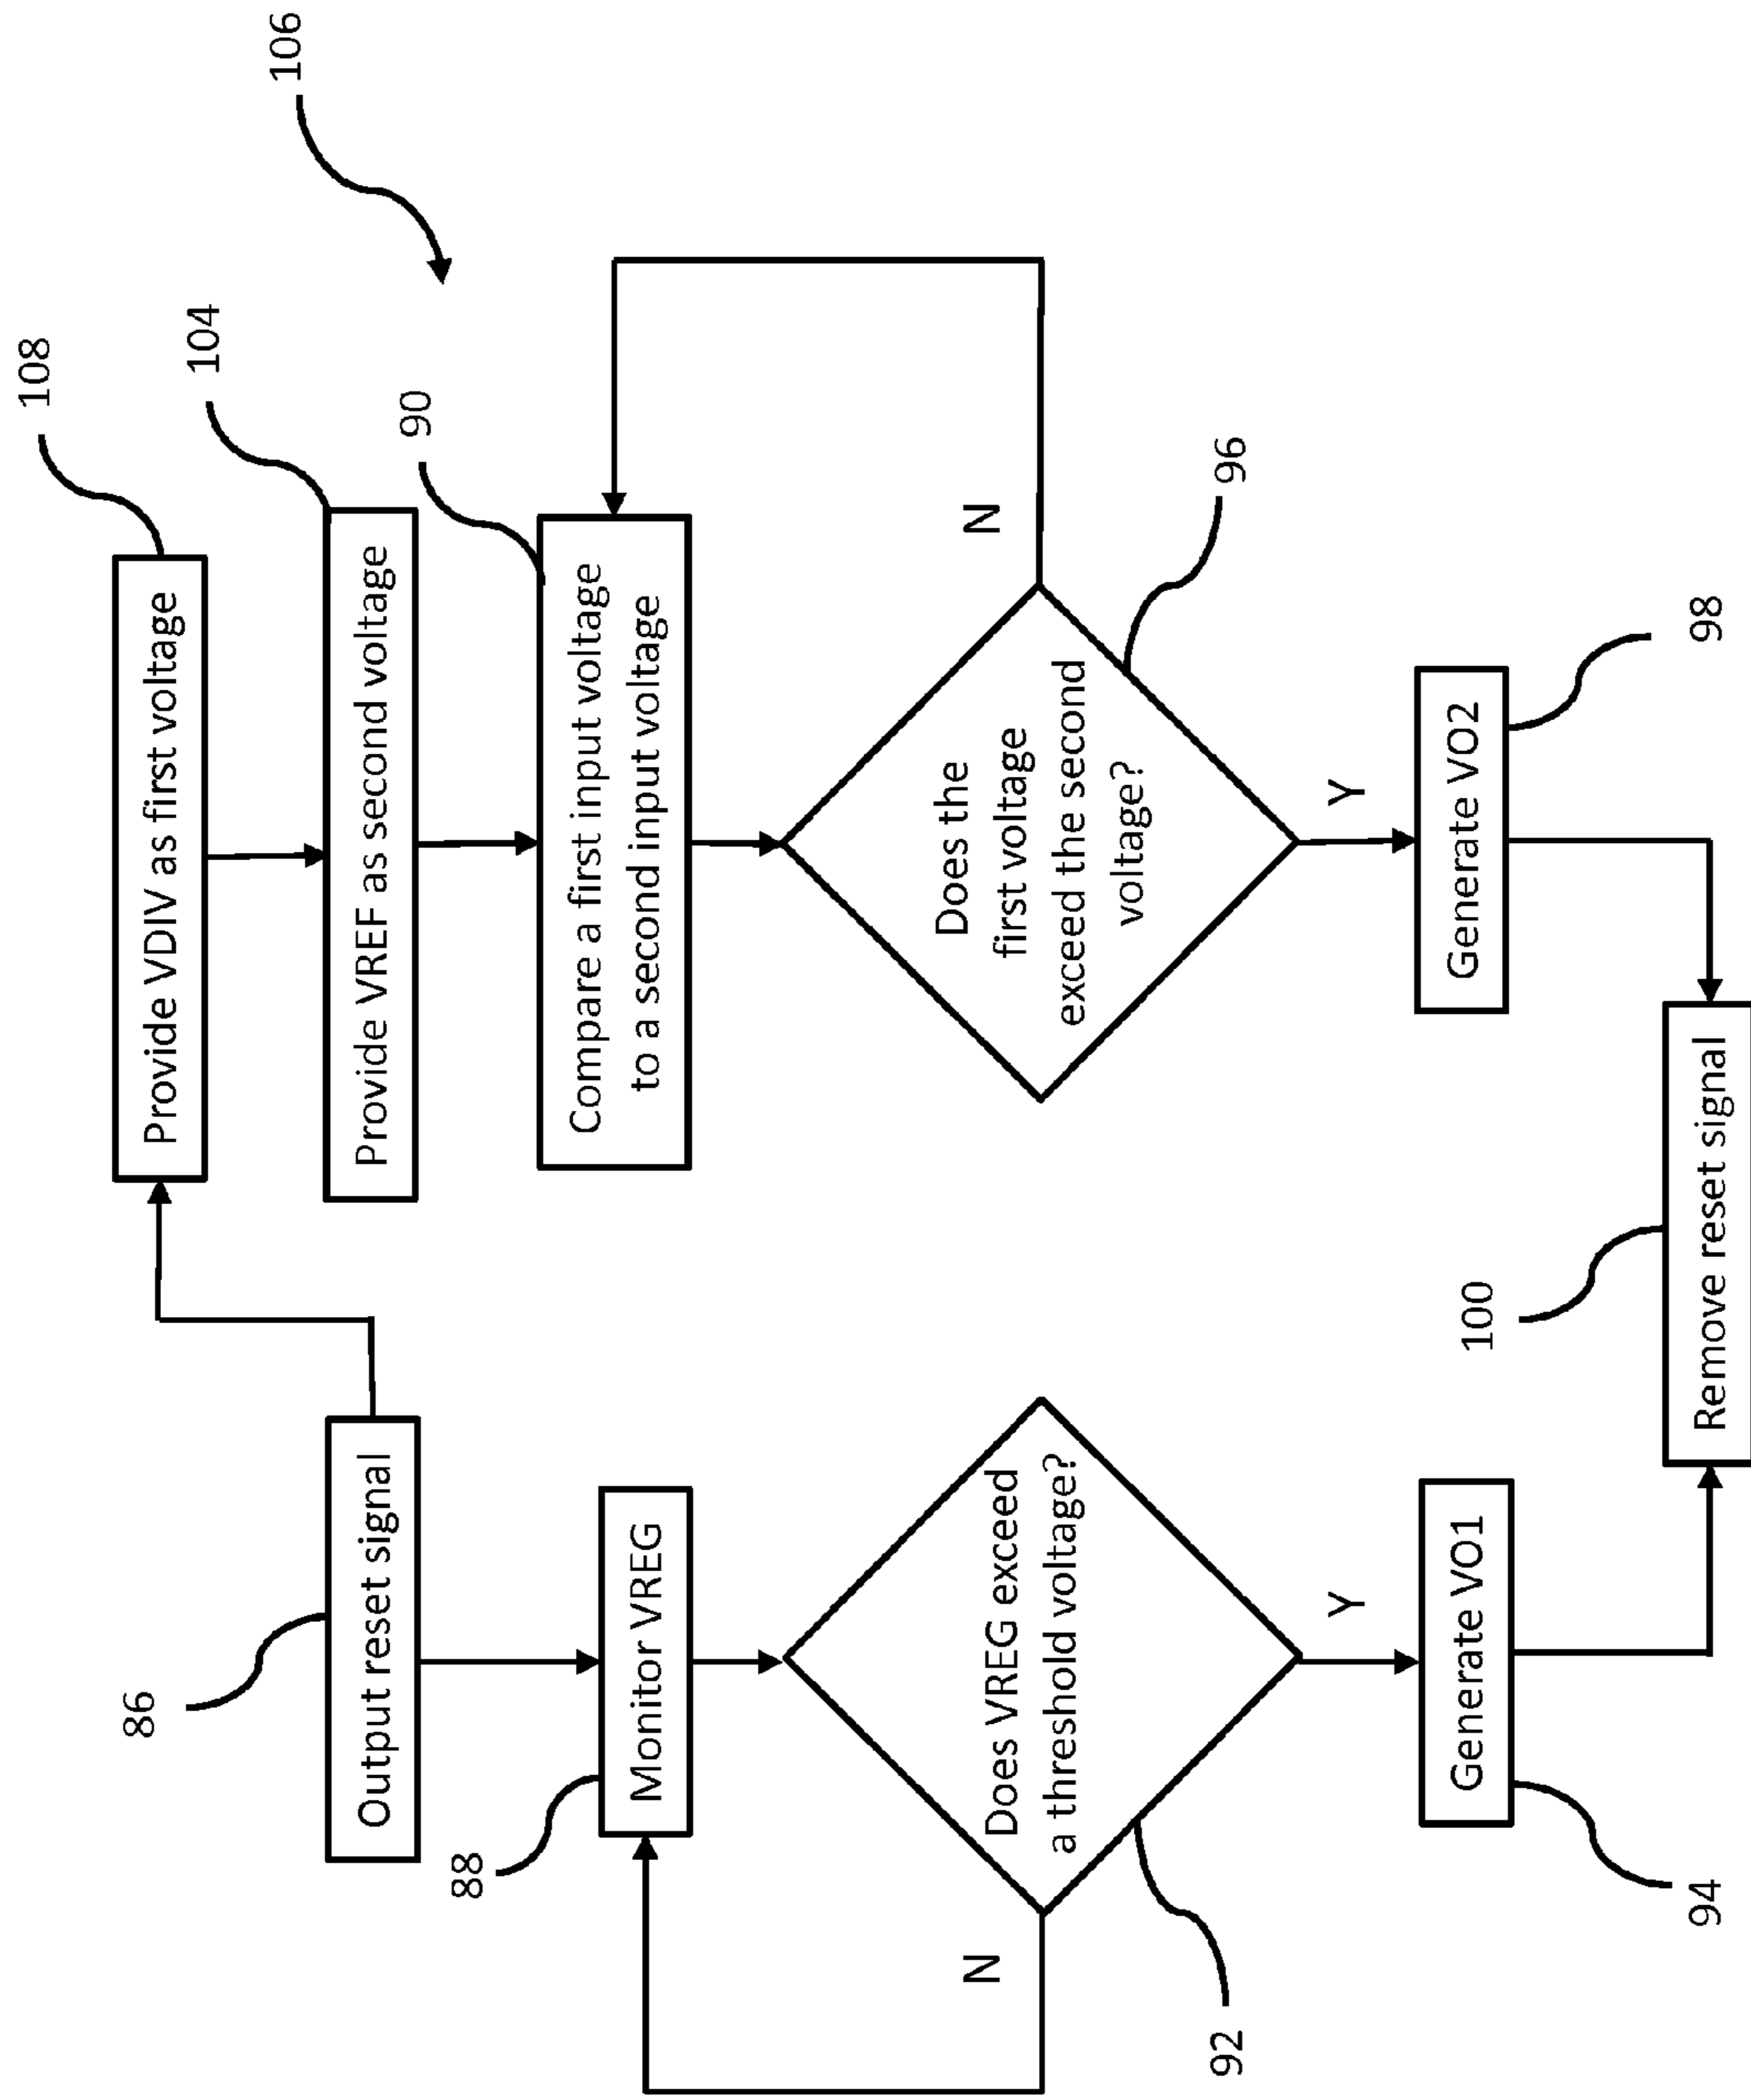 106
108
Provide VDIV as first voltage
104
86
Output reset signal
Provide VREF as second voltage
90
88
Monitor VREG
Compare a first input voltage
to a second input voltage
N
Does VREG exceed
a threshold voltage?
92
Y
Generate VO1
94
N
Does the
first voltage
exceed the second
voltage?
96
Y
Generate VO2
98
100
Remove reset signal